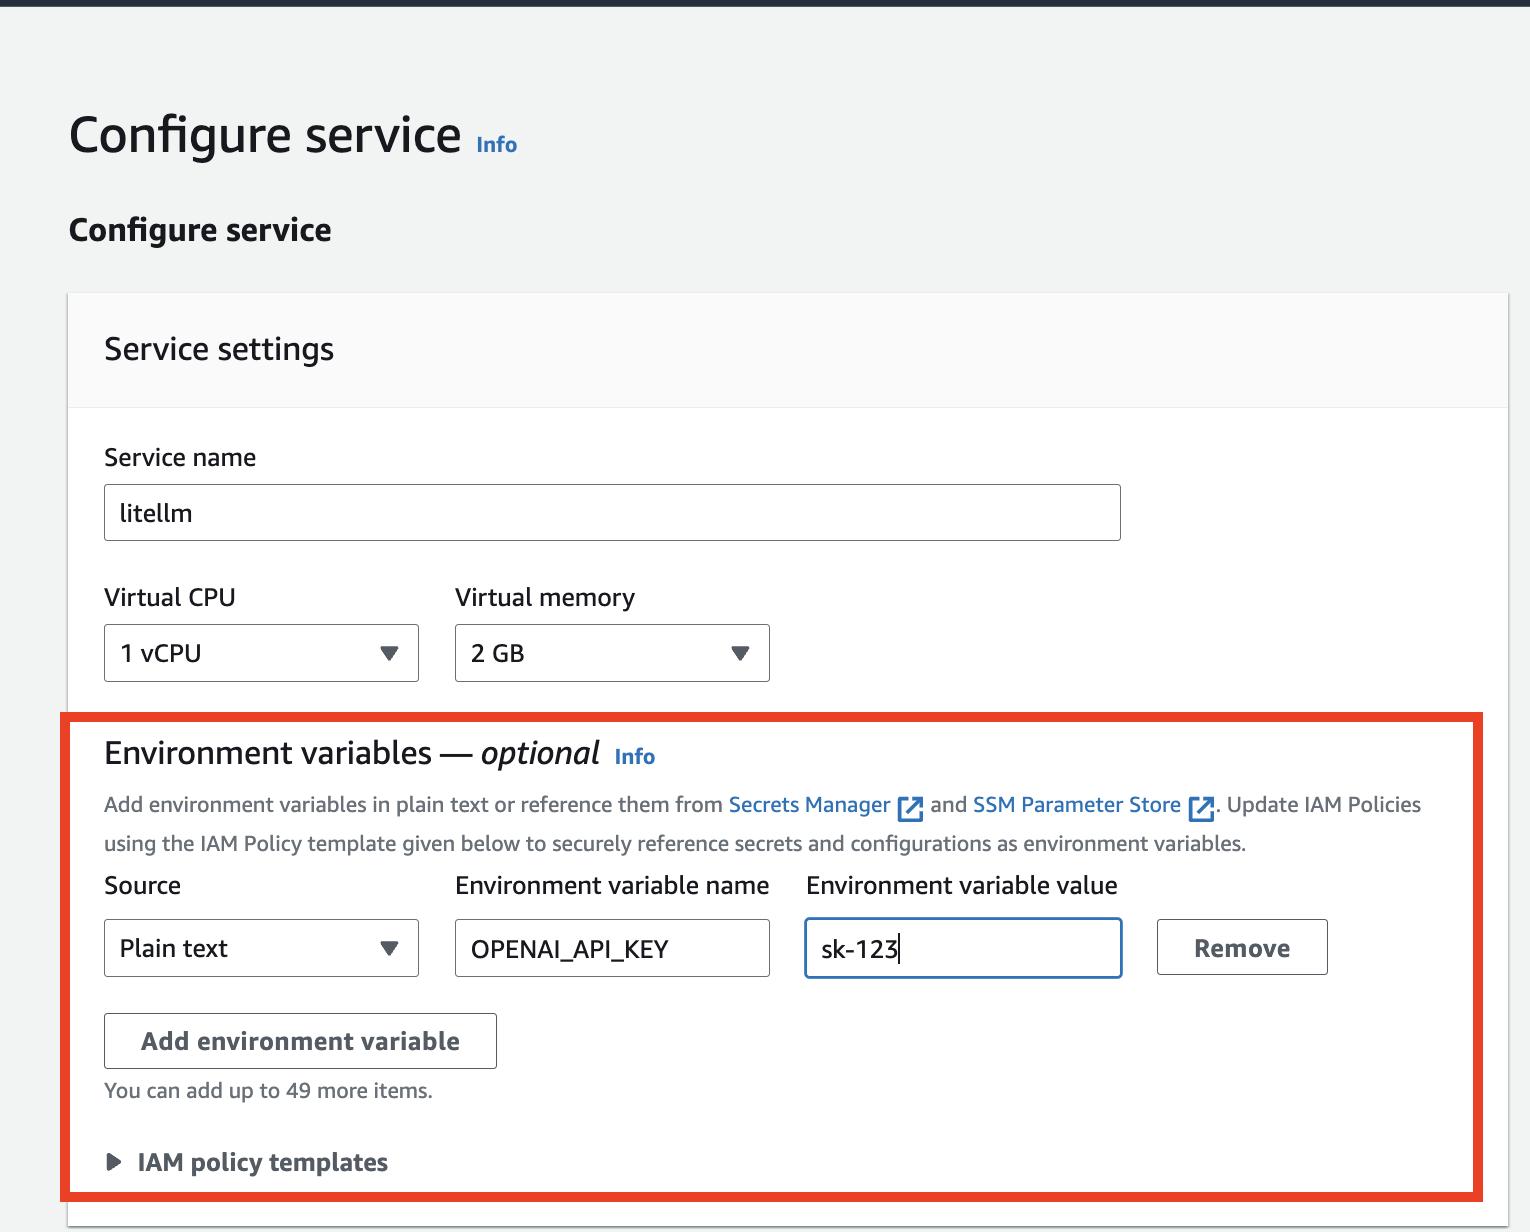 Configure service Info
Configure service
Service settings
Service name
litellm
Virtual CPU Virtual memory
1 vCPU 2 GB
Environment variables — optional Info
Add environment variables in plain text or reference them from Secrets Manager and SSM Parameter Store. Update IAM Policies
using the IAM Policy template given below to securely reference secrets and configurations as environment variables.
Source Environment variable name Environment variable value
Plain text OPENAI_API_KEY sk-123 Remove
Add environment variable
You can add up to 49 more items.
IAM policy templates